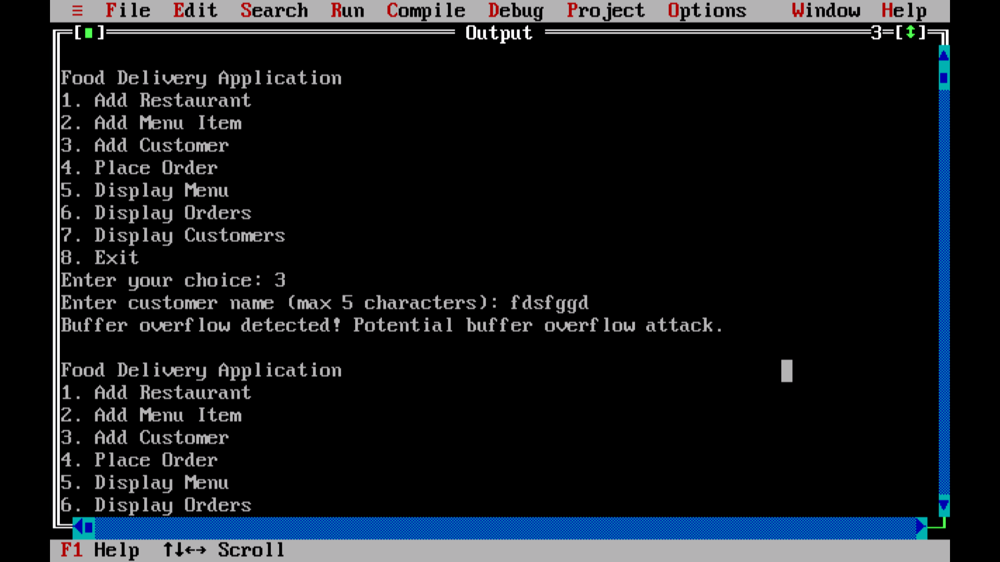 ≡ File Edit Search Run Compile Debug Project Options Window Help
[■] Output 3=[↕]
Food Delivery Application
1. Add Restaurant
2. Add Menu Item
3. Add Customer
4. Place Order
5. Display Menu
6. Display Orders
7. Display Customers
8. Exit
Enter your choice: 3
Enter customer name (max 5 characters): fdsfggd
Buffer overflow detected! Potential buffer overflow attack.
Food Delivery Application
1. Add Restaurant
2. Add Menu Item
3. Add Customer
4. Place Order
5. Display Menu
6. Display Orders
F1 Help ↑↓←→ Scroll